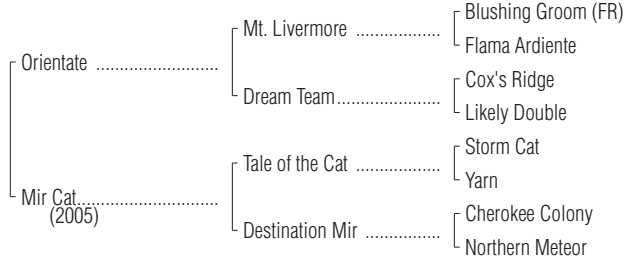 Blushing Groom (FR)
Mt. Livermore ..................
Flama Ardiente
Orientate ..........................
Cox's Ridge
Dream Team......................
Likely Double
Storm Cat
Tale of the Cat ..................
Yarn
Mir Cat..............................
(2005)
Cherokee Colony
Destination Mir ................
Northern Meteor